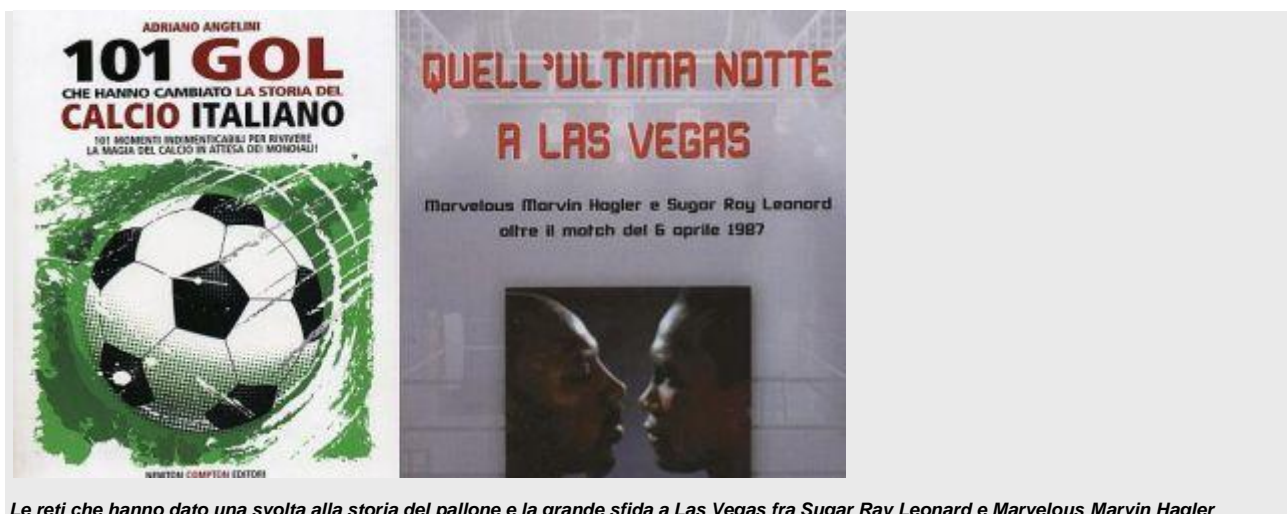 ADRIANO ANGELINI
101 GOL
CHE HANNO CAMBIATO LA STORIA DEL
CALCIO ITALIANO
101 MOMENTI INDIMENTICABILI PER RIVIVERE
LA MAGIA DEL CALCIO IN ATTESA DEI MONDIALI!
NEWTON COMPTON EDITORI
QUELL'ULTIMA NOTTE
A LAS VEGAS
Marvelous Marvin Hagler e Sugar Ray Leonard
oltre il match del 6 aprile 1987
Le reti che hanno dato una svolta alla storia del pallone e la grande sfida a Las Vegas fra Sugar Ray Leonard e Marvelous Marvin Hagler